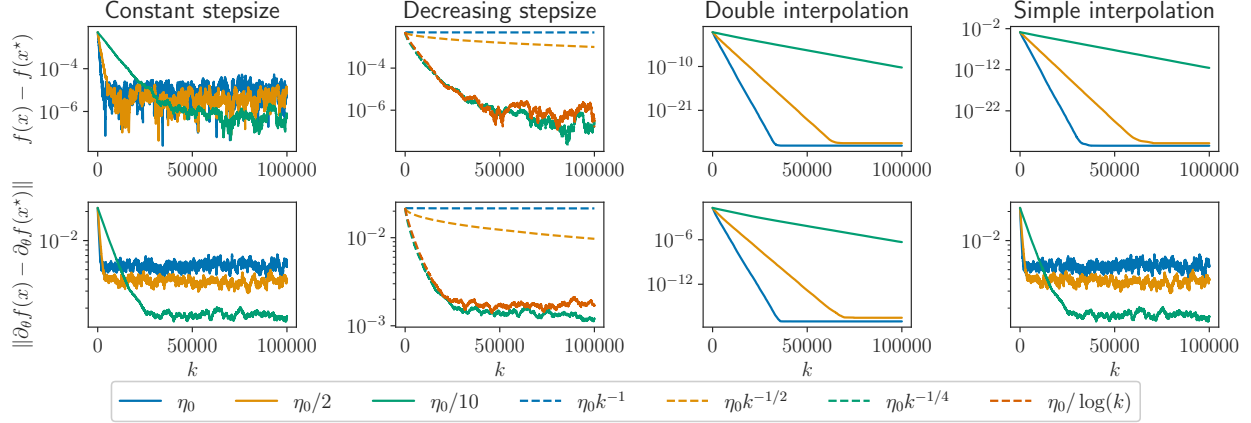 Constant stepsize
Decreasing stepsize
Double interpolation
Simple interpolation
f(x) − f(x⋆)
10⁻⁴
10⁻⁶
0 50000 100000
10⁻⁴
10⁻⁶
0 50000 100000
10⁻¹⁰
10⁻²¹
0 50000 100000
10⁻²
10⁻¹²
10⁻²²
0 50000 100000
‖∂θf(x) − ∂θf(x⋆)‖
10⁻²
0 50000 100000
k
10⁻²
10⁻³
0 50000 100000
k
10⁻⁶
10⁻¹²
0 50000 100000
k
10⁻²
0 50000 100000
k
η₀ η₀/2 η₀/10 η₀k⁻¹ η₀k⁻¹/² η₀k⁻¹/⁴ η₀/ log(k)